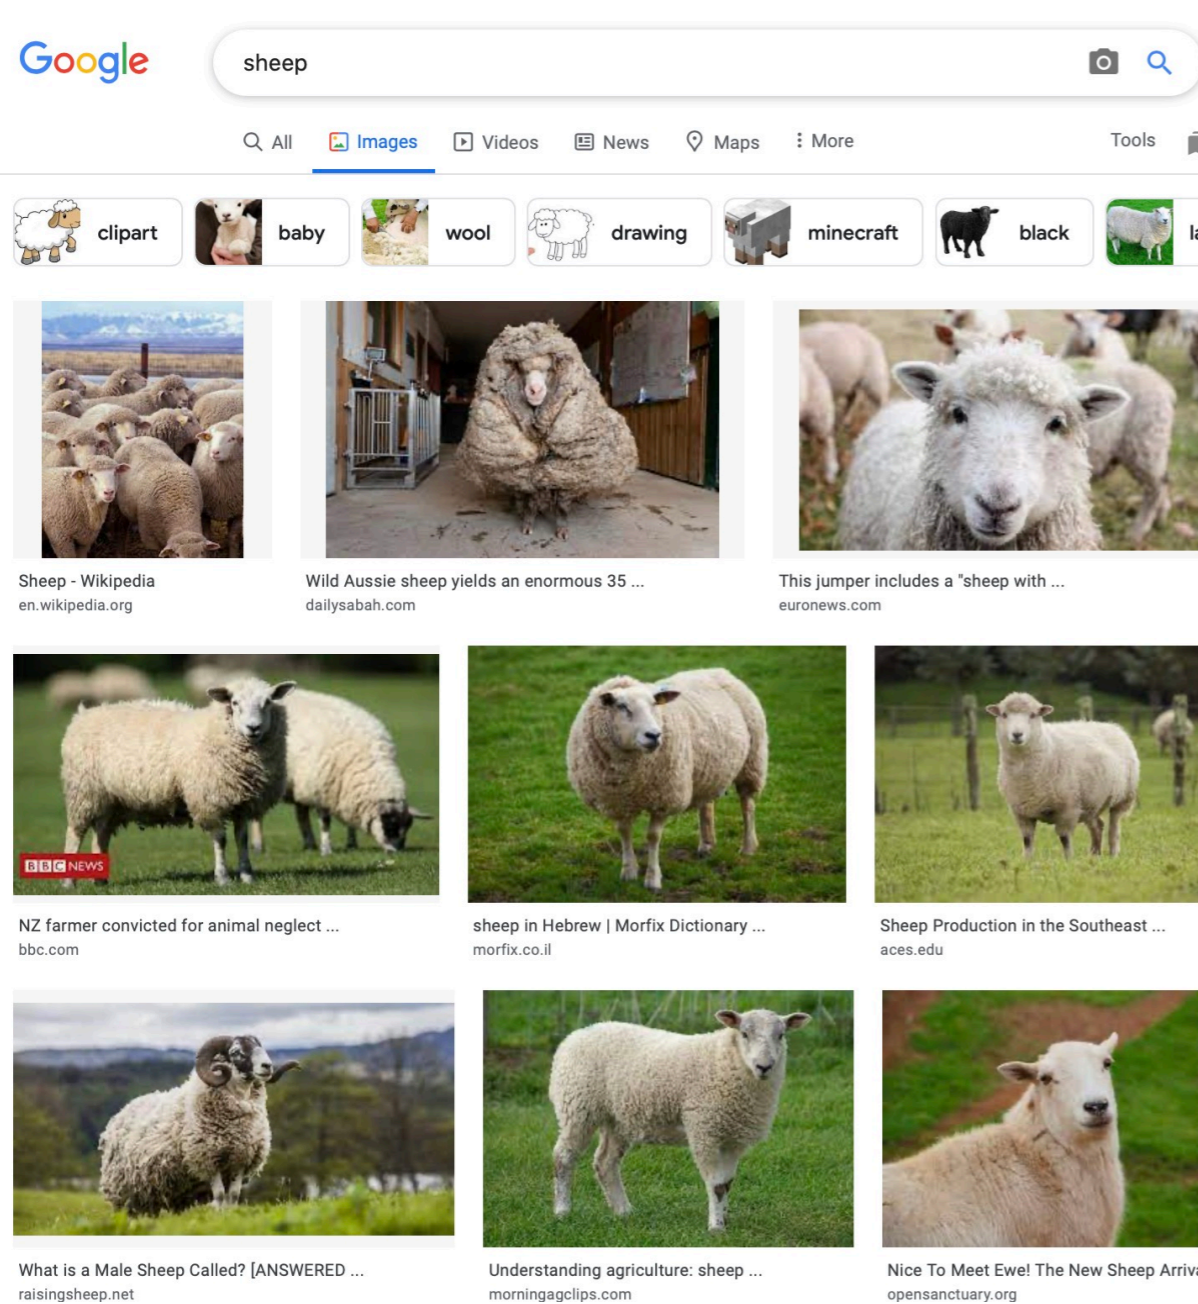 Google
sheep
All Images Videos News Maps More Tools
clipart baby wool drawing minecraft black
Sheep - Wikipedia
en.wikipedia.org
Wild Aussie sheep yields an enormous 35 ...
dailysabah.com
This jumper includes a "sheep with ...
euronews.com
BBC NEWS
NZ farmer convicted for animal neglect ...
bbc.com
sheep in Hebrew | Morfix Dictionary ...
morfix.co.il
Sheep Production in the Southeast ...
aces.edu
What is a Male Sheep Called? [ANSWERED ...
raisingsheep.net
Understanding agriculture: sheep ...
morningagclips.com
Nice To Meet Ewe! The New Sheep
opensanctuary.org